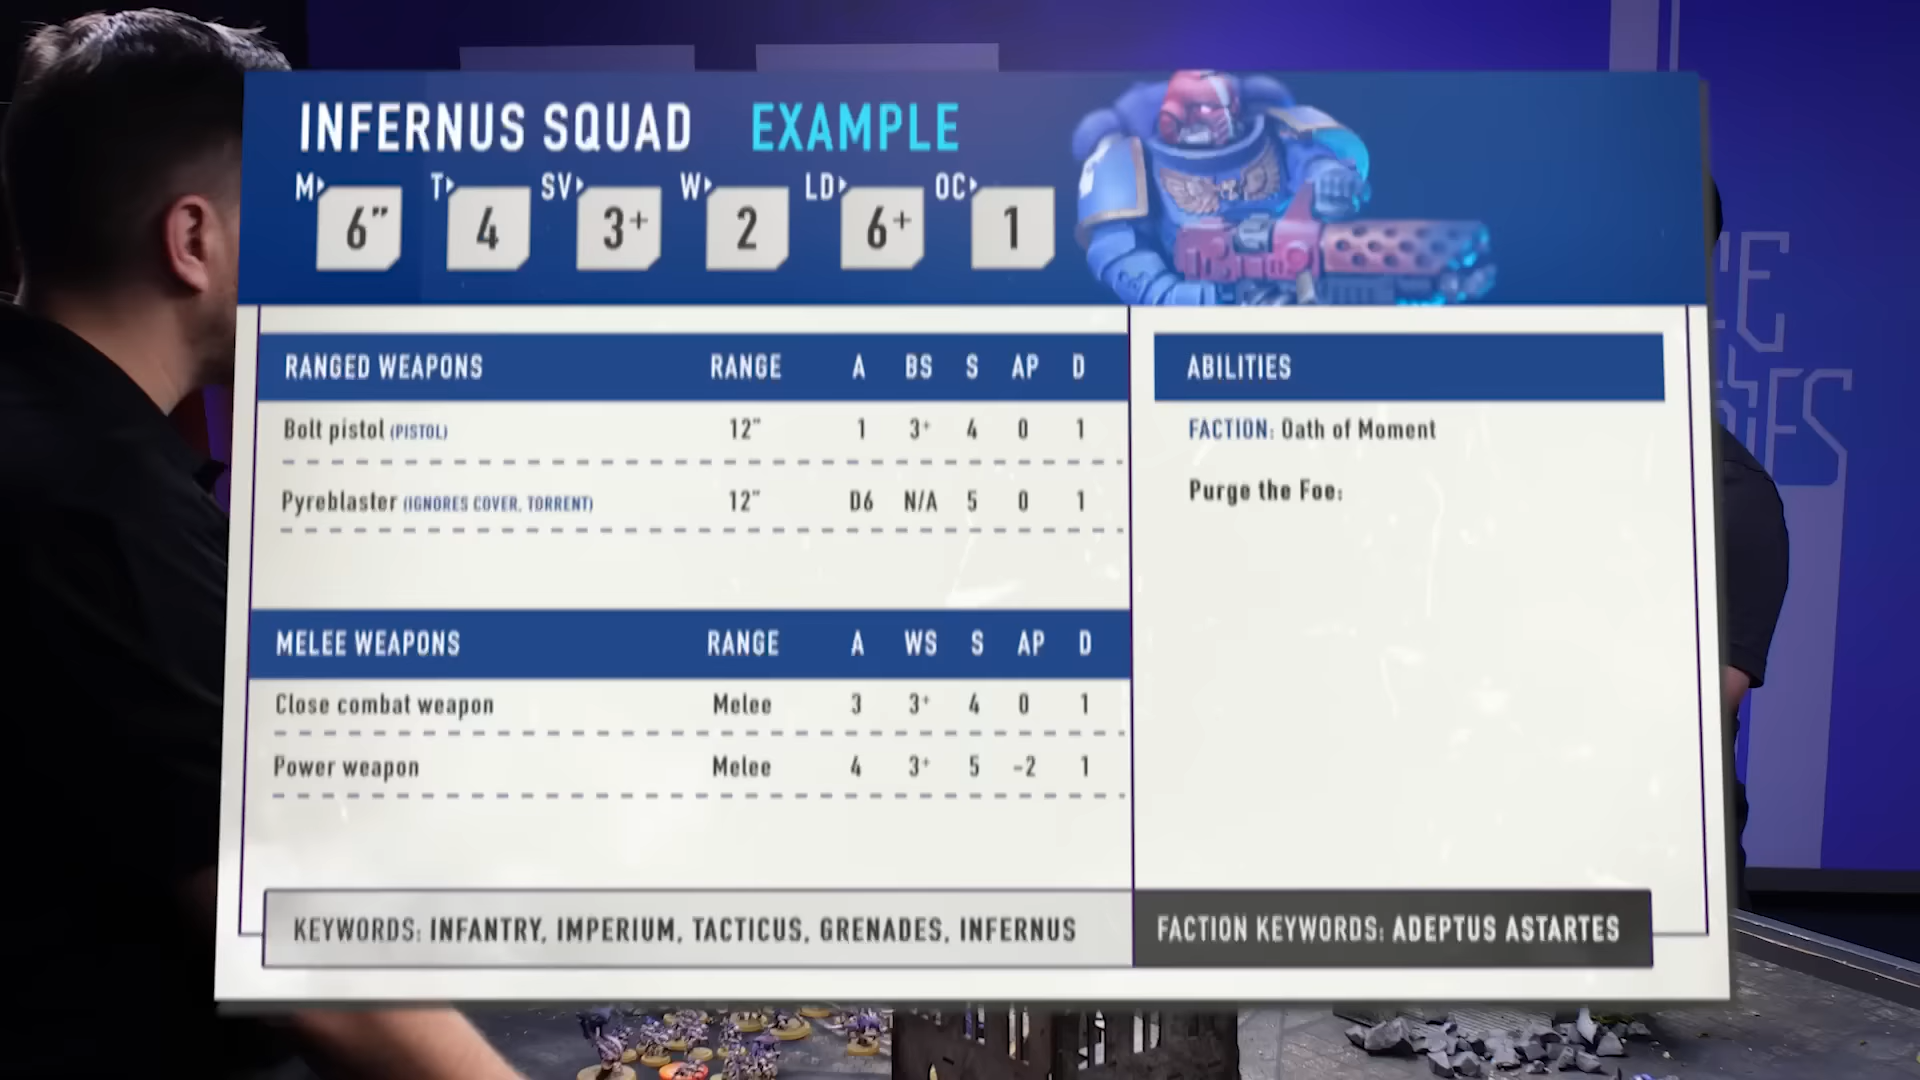 INFERNUS SQUAD EXAMPLE
M T SV W LD OC
6" 4 3+ 2 6+ 1
RANGED WEAPONS RANGE A BS S AP D
Bolt pistol (PISTOL) 12" 1 3+ 4 0 1
Pyreblaster (IGNORES COVER, TORRENT) 12" D6 N/A 5 0 1
MELEE WEAPONS RANGE A WS S AP D
Close combat weapon Melee 3 3+ 4 0 1
Power weapon Melee 4 3+ 5 -2 1
ABILITIES
FACTION: Oath of Moment
Purge the Foe:
KEYWORDS: INFANTRY, IMPERIUM, TACTICUS, GRENADES, INFERNUS
FACTION KEYWORDS: ADEPTUS ASTARTES